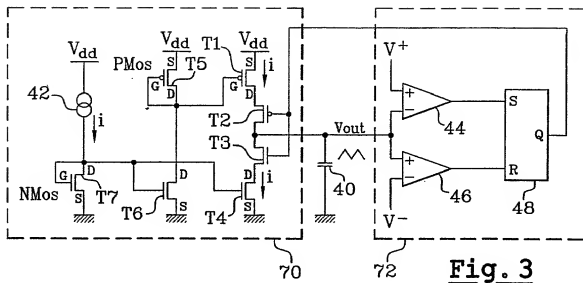 Vdd
Vdd
Vdd
PMos
S
G
D
T5
T1
S
G
D
i
42
i
T2
T3
Vout
40
G
D
S
T7
NMos
D
S
T6
D
i
S
T4
70
V+
+
-
44
+
-
46
V-
S
Q
R
48
72
Fig. 3